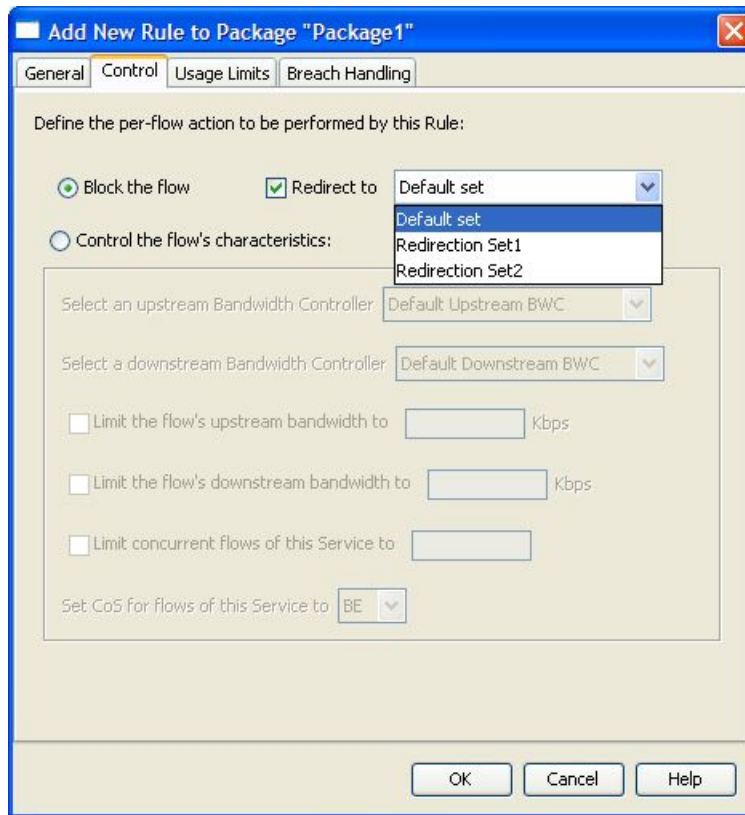 Add New Rule to Package "Package1"
General Control Usage Limits Breach Handling
Define the per-flow action to be performed by this Rule:
Block the flow Redirect to Default set
Default set
Control the flow's characteristics: Redirection Set1
Redirection Set2
Select an upstream Bandwidth Controller Default Upstream BWC
Select a downstream Bandwidth Controller Default Downstream BWC
Limit the flow's upstream bandwidth to Kbps
Limit the flow's downstream bandwidth to Kbps
Limit concurrent flows of this Service to
Set CoS for flows of this Service to BE
OK Cancel Help